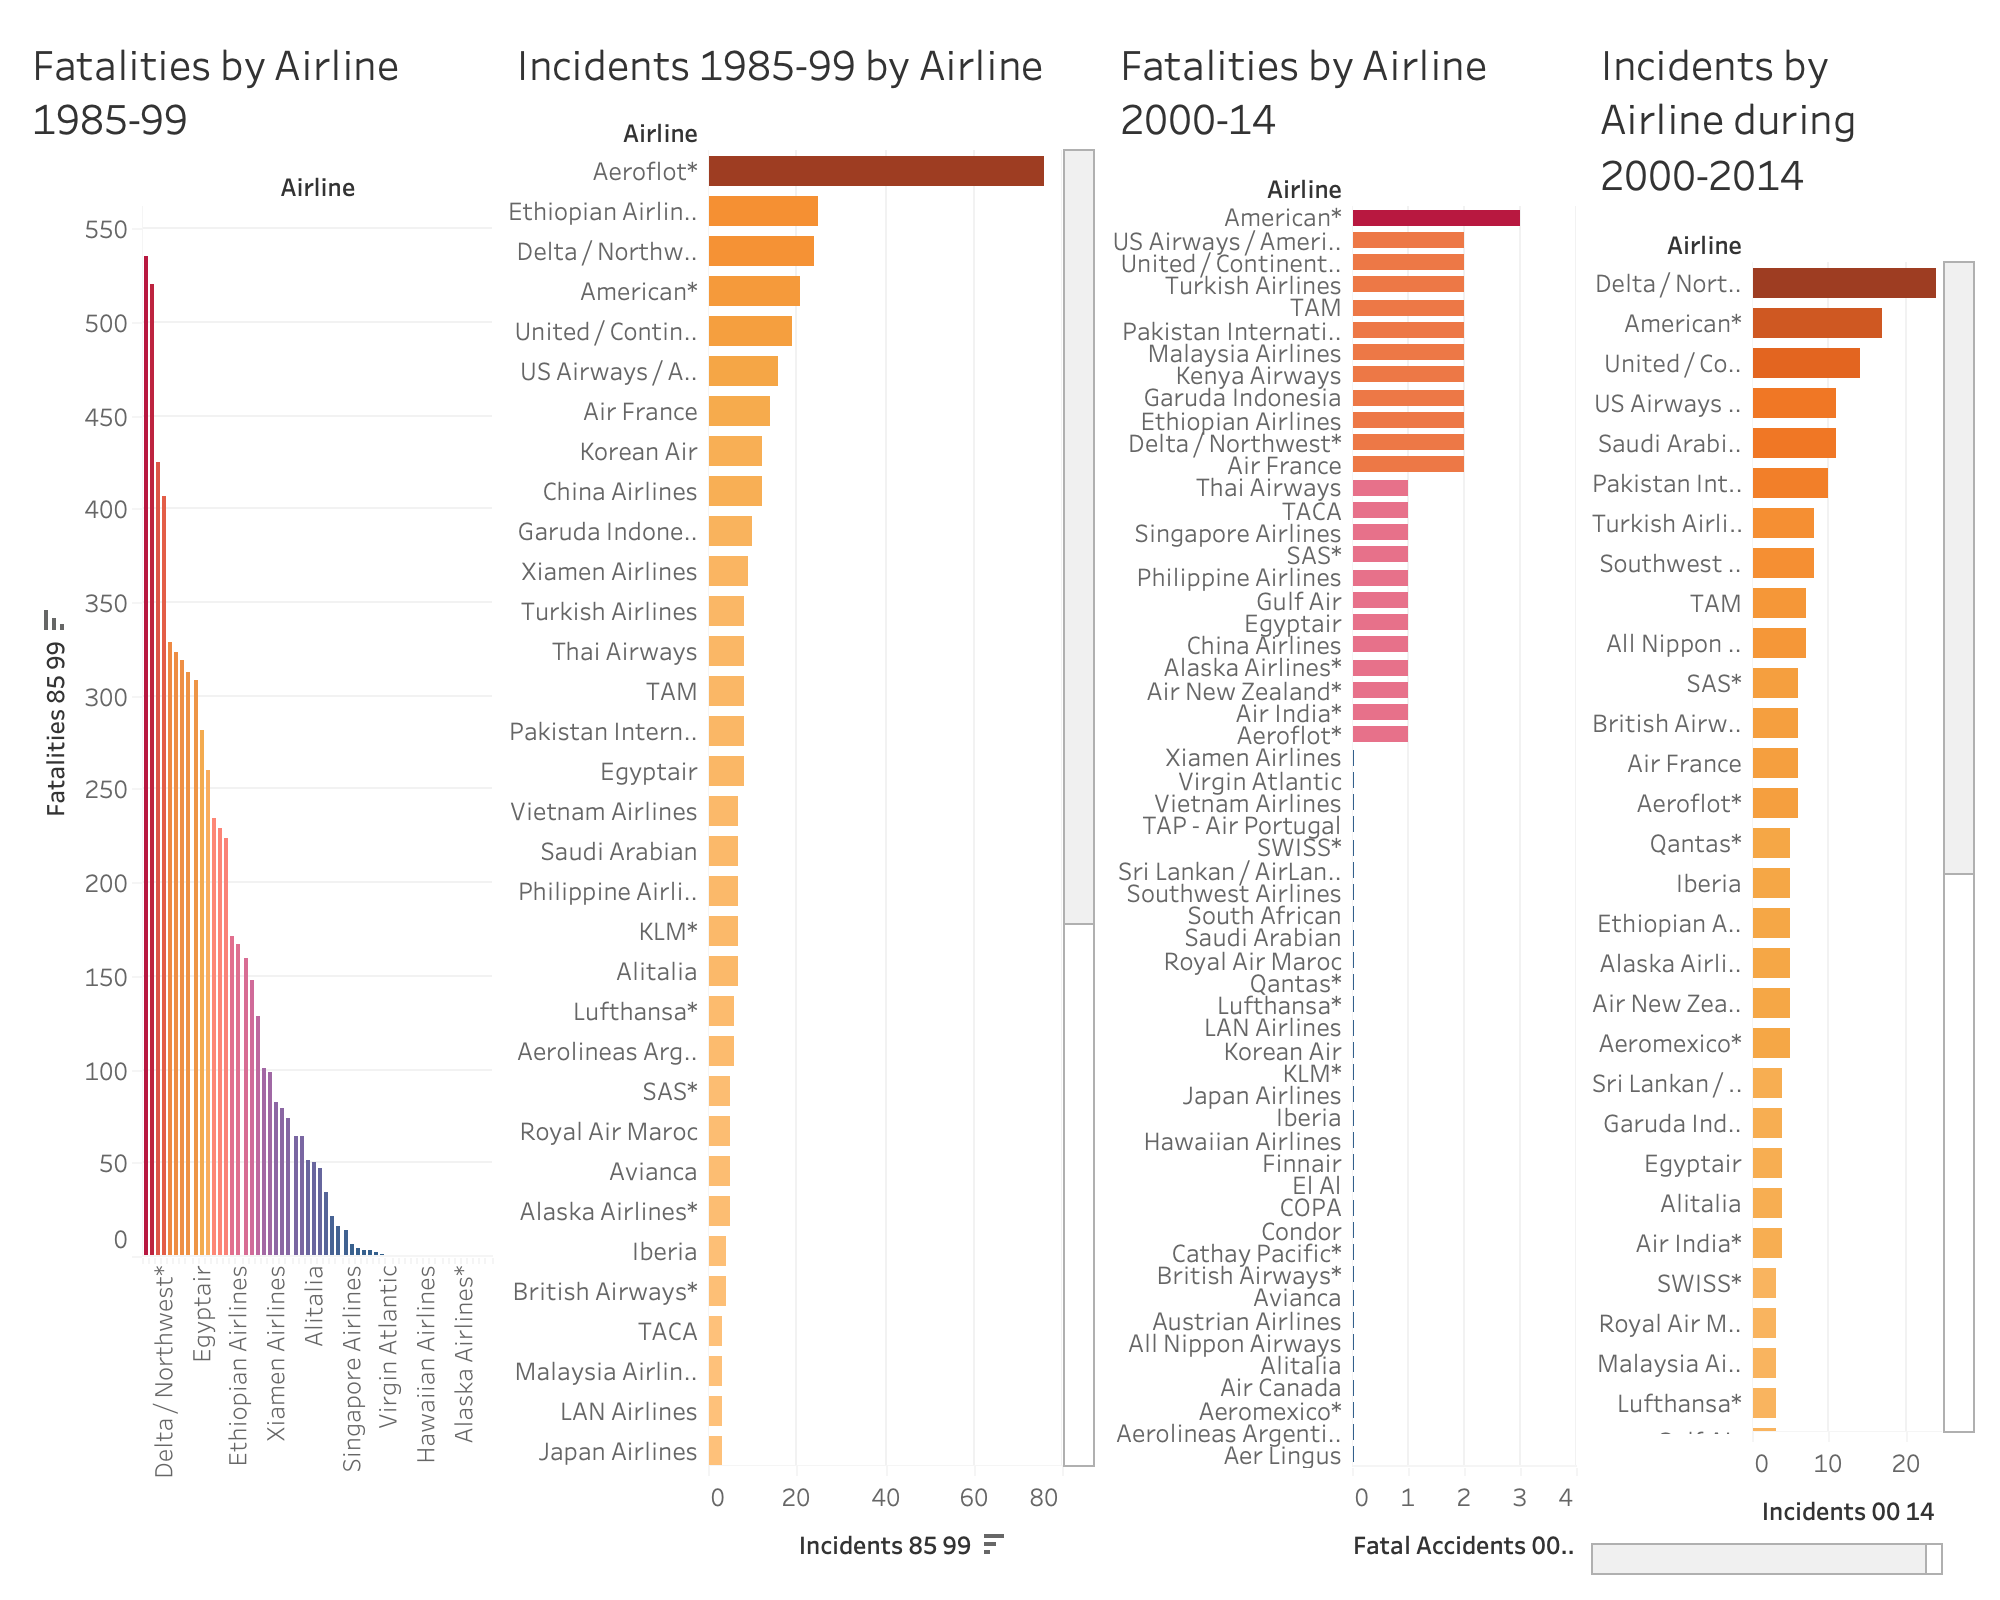 Fatalities by Airline
1985-99
Airline
550
500
450
400
350
300
250
200
150
100
50
0
Fatalities 85 99
Delta / Northwest*
Egyptair
Ethiopian Airlines
Xiamen Airlines
Alitalia
Singapore Airlines
Virgin Atlantic
Hawaiian Airlines
Alaska Airlines*
Incidents 1985-99 by Airline
Airline
Aeroflot*
Ethiopian Airlin..
Delta / Northw..
American*
United / Contin..
US Airways / A..
Air France
Korean Air
China Airlines
Garuda Indone..
Xiamen Airlines
Turkish Airlines
Thai Airways
TAM
Pakistan Intern..
Egyptair
Vietnam Airlines
Saudi Arabian
Philippine Airli..
KLM*
Alitalia
Lufthansa*
Aerolineas Arg..
SAS*
Royal Air Maroc
Avianca
Alaska Airlines*
Iberia
British Airways*
TACA
Malaysia Airlin..
LAN Airlines
Japan Airlines
0 20 40 60 80
Incidents 85 99
Fatalities by Airline
2000-14
Airline
American*
US Airways / Ameri..
United / Continent..
Turkish Airlines
TAM
Pakistan Internati..
Malaysia Airlines
Kenya Airways
Garuda Indonesia
Ethiopian Airlines
Delta / Northwest*
Air France
Thai Airways
TACA
Singapore Airlines
SAS*
Philippine Airlines
Gulf Air
Egyptair
China Airlines
Alaska Airlines*
Air New Zealand*
Air India*
Aeroflot*
Xiamen Airlines
Virgin Atlantic
Vietnam Airlines
TAP - Air Portugal
SWISS*
Sri Lankan / AirLan..
Southwest Airlines
South African
Saudi Arabian
Royal Air Maroc
Qantas*
Lufthansa*
LAN Airlines
Korean Air
KLM*
Japan Airlines
Iberia
Hawaiian Airlines
Finnair
El Al
COPA
Condor
Cathay Pacific*
British Airways*
Avianca
Austrian Airlines
All Nippon Airways
Alitalia
Air Canada
Aeromexico*
Aerolineas Argenti..
Aer Lingus
0 1 2 3 4
Fatal Accidents 00..
Incidents by
Airline during
2000-2014
Airline
Delta / Nort..
American*
United / Co..
US Airways ..
Saudi Arabi..
Pakistan Int..
Turkish Airli..
Southwest ..
TAM
All Nippon ..
SAS*
British Airw..
Air France
Aeroflot*
Qantas*
Iberia
Ethiopian A..
Alaska Airli..
Air New Zea..
Aeromexico*
Sri Lankan / ..
Garuda Ind..
Egyptair
Alitalia
Air India*
SWISS*
Royal Air M..
Malaysia Ai..
Lufthansa*
0 10 20
Incidents 00 14